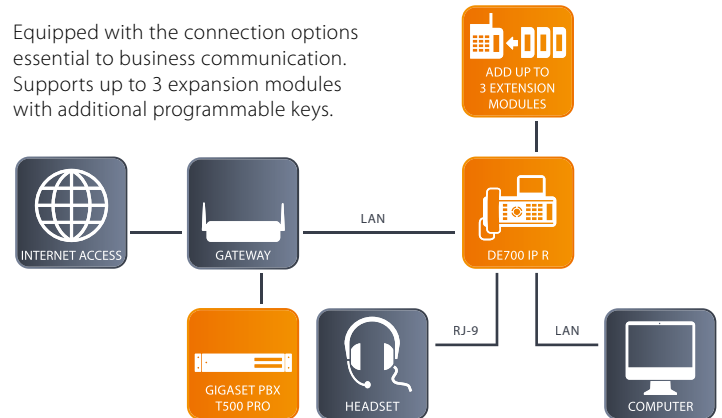 Equipped with the connection options
essential to business communication.
Supports up to 3 expansion modules
with additional programmable keys.
ADD UP TO
3 EXTENSION
MODULES
INTERNET ACCESS
GATEWAY
LAN
DE700 IP R
GIGASET PBX
T500 PRO
HEADSET
RJ-9
LAN
COMPUTER